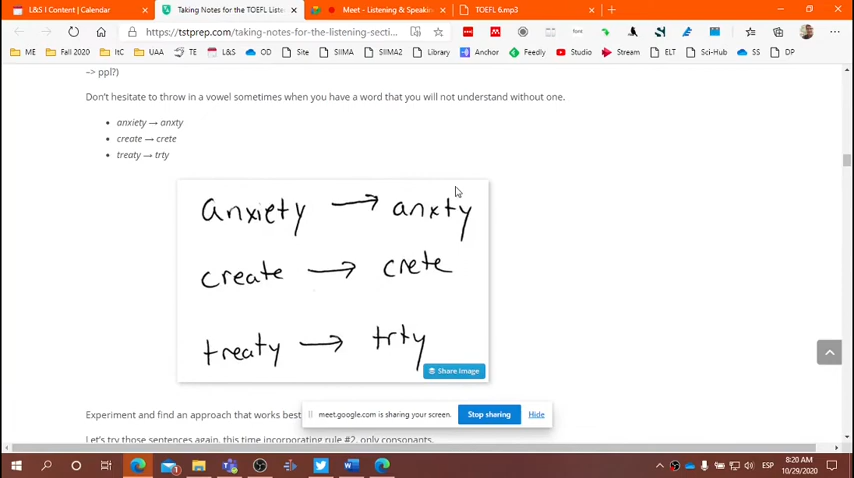 L&S I Content | Calendar
Taking Notes for the TOEFL Liste
Meet - Listening & Speakin
TOEFL 6.mp3
https://tstprep.com/taking-notes-for-the-listening-secti...
ME Fall 2020 ItC UAA TE L&S OD Site SIIMA SIIMA2 Library Anchor Feedly Studio Stream ELT Sci-Hub SS DP
–> ppl?)
Don't hesitate to throw in a vowel sometimes when you have a word that you will not understand without one.
• anxiety → anxty
• create → crete
• treaty → trty
anxiety → anxty
create → crete
treaty → trty
Share Image
Experiment and find an approach that works best
meet.google.com is sharing your screen. Stop sharing Hide
Let's try those sentences again, this time incorporating rule #2, only consonants.
ESP
8:20 AM
10/29/2020